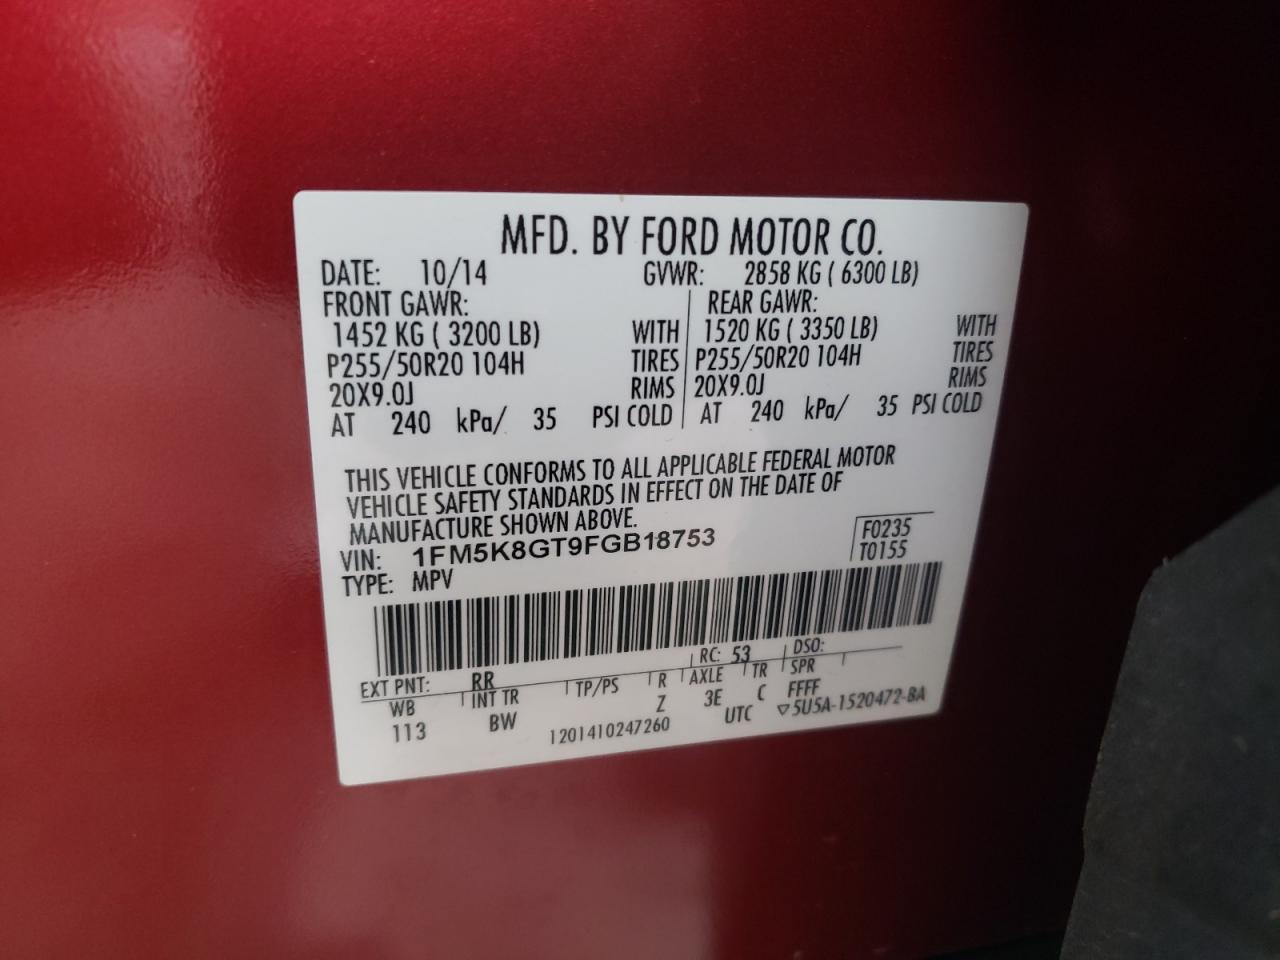 MFD. BY FORD MOTOR CO.
DATE: 10/14 GVWR: 2858 KG ( 6300 LB)
FRONT GAWR: REAR GAWR:
1452 KG ( 3200 LB) WITH 1520 KG ( 3350 LB) WITH
P255/50R20 104H TIRES P255/50R20 104H TIRES
20X9.0J RIMS 20X9.0J RIMS
AT 240 kPa/ 35 PSI COLD AT 240 kPa/ 35 PSI COLD
THIS VEHICLE CONFORMS TO ALL APPLICABLE FEDERAL MOTOR
VEHICLE SAFETY STANDARDS IN EFFECT ON THE DATE OF
MANUFACTURE SHOWN ABOVE.
VIN: 1FM5K8GT9FGB18753 F0235
TYPE: MPV T0155
EXT PNT: RR RC: 53 DSO:
WB INT TR TP/PS R AXLE TR SPR
113 BW Z 3E C FFFF
1201410247260 UTC ▽5U5A-1520472-BA